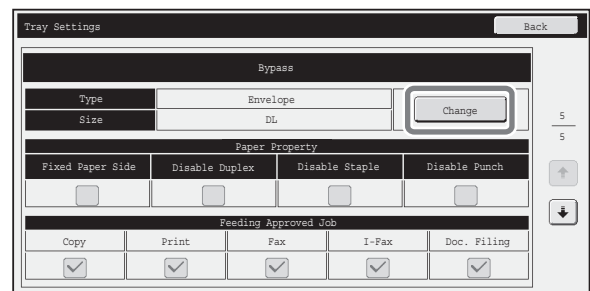 Tray Settings Back
Bypass
Type Envelope Change
Size DL
5
5
Paper Property
Fixed Paper Side Disable Duplex Disable Staple Disable Punch
Feeding Approved Job
Copy Print Fax I-Fax Doc. Filing